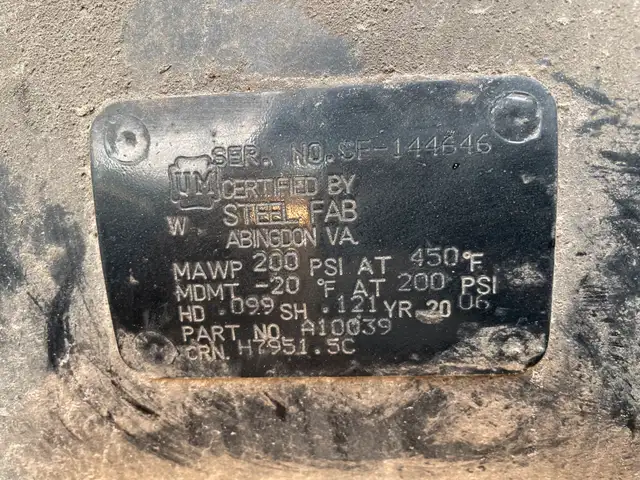 SER. NO. SF-144646
UM
CERTIFIED BY
W
STEEL FAB
ABINGDON VA.
MAWP 200 PSI AT 450°F
MDMT -20 °F AT 200 PSI
HD .099 SH .121 YR 20 06
PART NO. A10039
CRN. H7951.5C